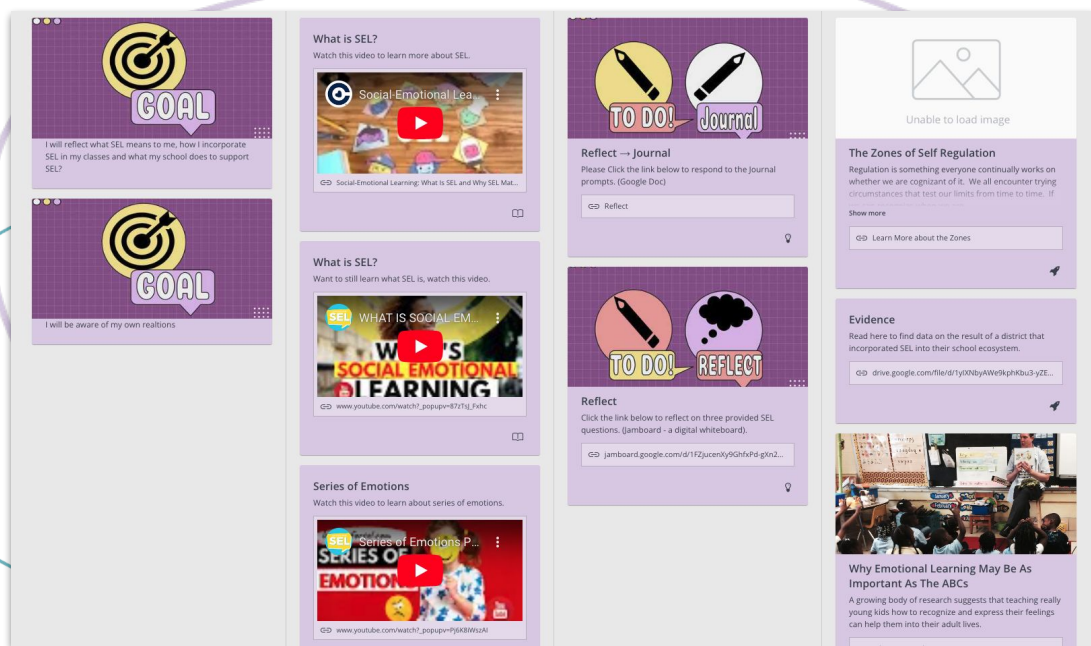 GOAL
I will reflect what SEL means to me, how I incorporate
SEL in my classes and what my school does to support
SEL?
GOAL
I will be aware of my own realtions
What is SEL?
Watch this video to learn more about SEL.
Social-Emotional Lea...
Social-Emotional Learning: What Is SEL and Why SEL Mat...
What is SEL?
Want to still learn what SEL is, watch this video.
SEL
WHAT IS SOCIAL EM...
SOCIAL EMOTIONAL
LEARNING
www.youtube.com/watch?_popupv=87zTsJ_Fxhc
Series of Emotions
Watch this video to learn about series of emotions.
SEL
Series of Emotions P...
SERIES OF
EMOTION
www.youtube.com/watch?_popupv=PJ6K8IWszAI
TO DO!
Journal
Reflect → Journal
Please Click the link below to respond to the Journal
prompts. (Google Doc)
Reflect
TO DO!
REFLECT
Reflect
Click the link below to reflect on three provided SEL
questions. (Jamboard - a digital whiteboard).
jamboard.google.com/d/1FZjucenXy9GhfxPd-gXn2...
Unable to load image
The Zones of Self Regulation
Regulation is something everyone continually works on
whether we are cognizant of it. We all encounter trying
circumstances that test our limits from time to time. If
Show more
Learn More about the Zones
Evidence
Read here to find data on the result of a district that
incorporated SEL into their school ecosystem.
drive.google.com/file/d/1yIXNbyAWe9kphKbu3-yZE...
Why Emotional Learning May Be As
Important As The ABCs
A growing body of research suggests that teaching really
young kids how to recognize and express their feelings
can help them into their adult lives.